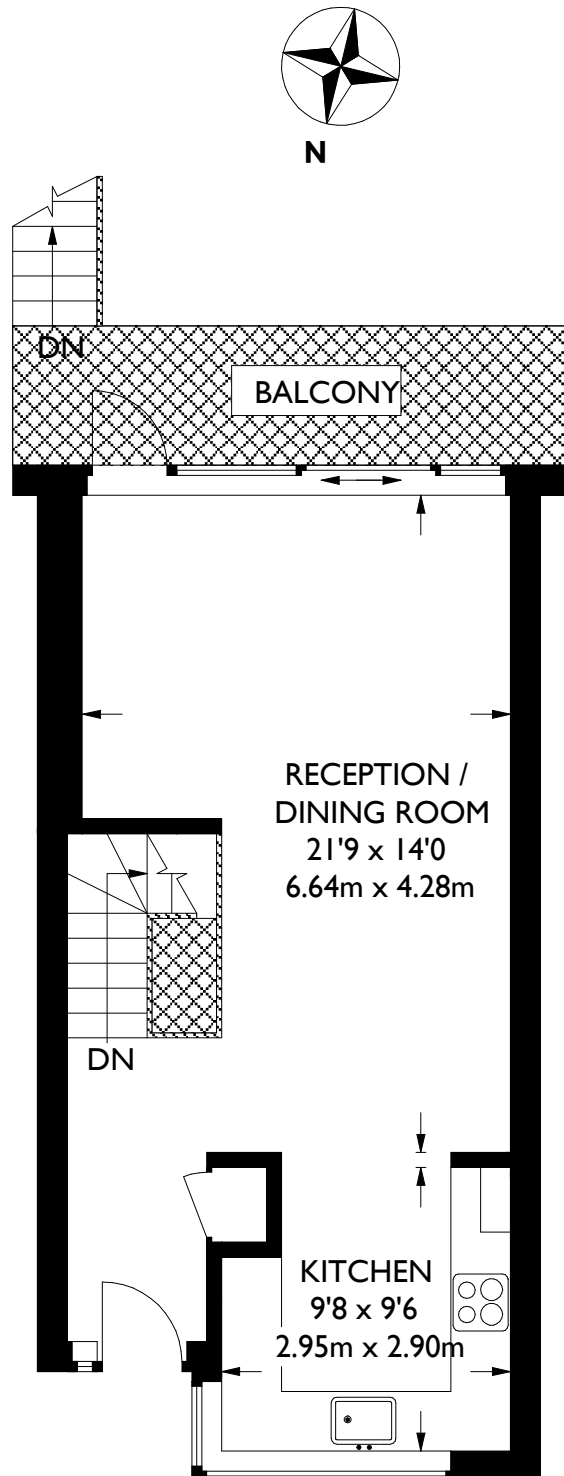 N
DN
BALCONY
RECEPTION /
DINING ROOM
21'9 x 14'0
6.64m x 4.28m
DN
KITCHEN
9'8 x 9'6
2.95m x 2.90m